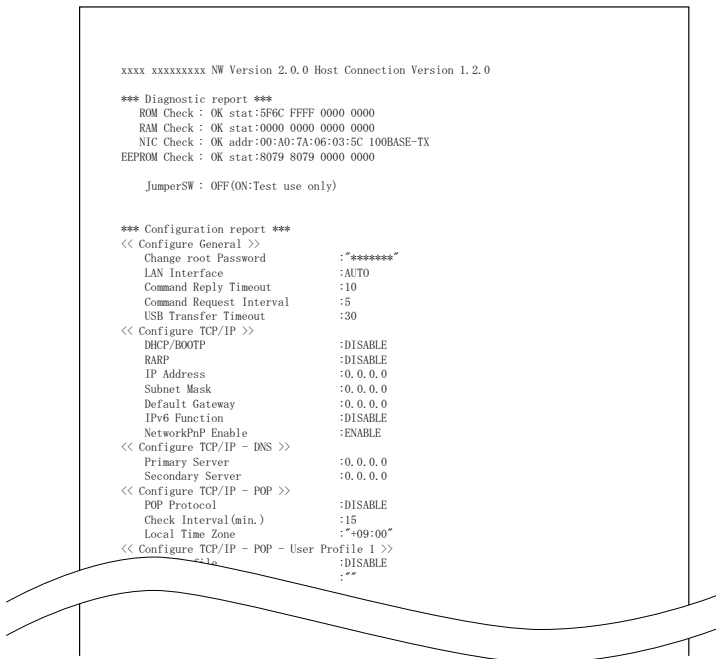 xxxx xxxxxxxxx NW Version 2.0.0 Host Connection Version 1.2.0
*** Diagnostic report ***
ROM Check : OK stat:5F6C FFFF 0000 0000
RAM Check : OK stat:0000 0000 0000 0000
NIC Check : OK addr:00:A0:7A:06:03:5C 100BASE-TX
EEPROM Check : OK stat:8079 8079 0000 0000
JumperSW : OFF(ON:Test use only)
*** Configuration report ***
<< Configure General >>
Change root Password :"*******"
LAN Interface :AUTO
Command Reply Timeout :10
Command Request Interval :5
USB Transfer Timeout :30
<< Configure TCP/IP >>
DHCP/BOOTP :DISABLE
RARP :DISABLE
IP Address :0.0.0.0
Subnet Mask :0.0.0.0
Default Gateway :0.0.0.0
IPv6 Function :DISABLE
NetworkPnP Enable :ENABLE
<< Configure TCP/IP - DNS >>
Primary Server :0.0.0.0
Secondary Server :0.0.0.0
<< Configure TCP/IP - POP >>
POP Protocol :DISABLE
Check Interval(min.) :15
Local Time Zone :"+09:00"
<< Configure TCP/IP - POP - User Profile 1 >>
:DISABLE
:""